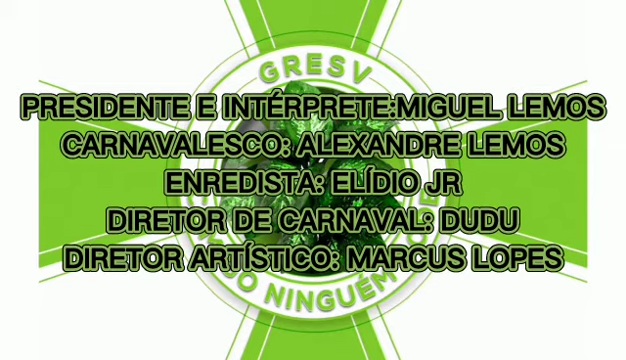 GRESV
PRESIDENTE E INTÉRPRETE:MIGUEL LEMOS
CARNAVALESCO: ALEXANDRE LEMOS
ENREDISTA: ELÍDIO JR
DIRETOR DE CARNAVAL: DUDU
DIRETOR ARTÍSTICO: MARCUS LOPES
NINGUÉM